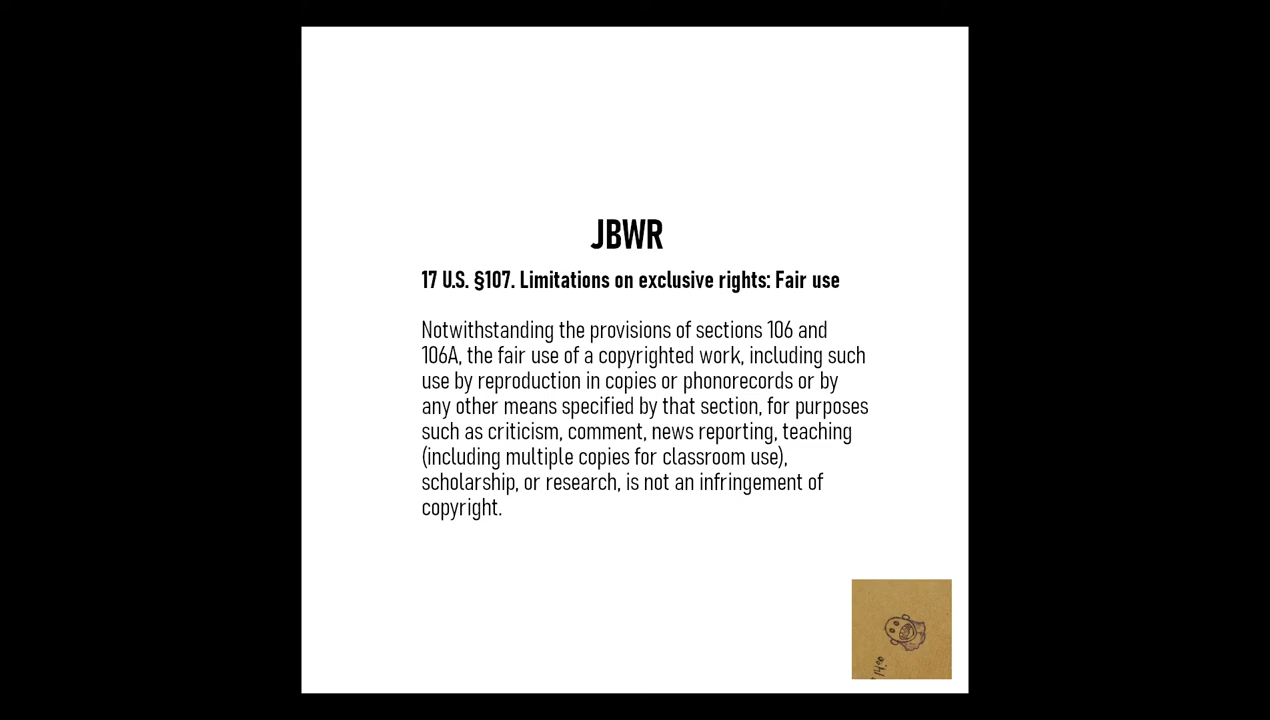 JBWR
17 U.S. §107. Limitations on exclusive rights: Fair use
Notwithstanding the provisions of sections 106 and
106A, the fair use of a copyrighted work, including such
use by reproduction in copies or phonorecords or by
any other means specified by that section, for purposes
such as criticism, comment, news reporting, teaching
(including multiple copies for classroom use),
scholarship, or research, is not an infringement of
copyright.